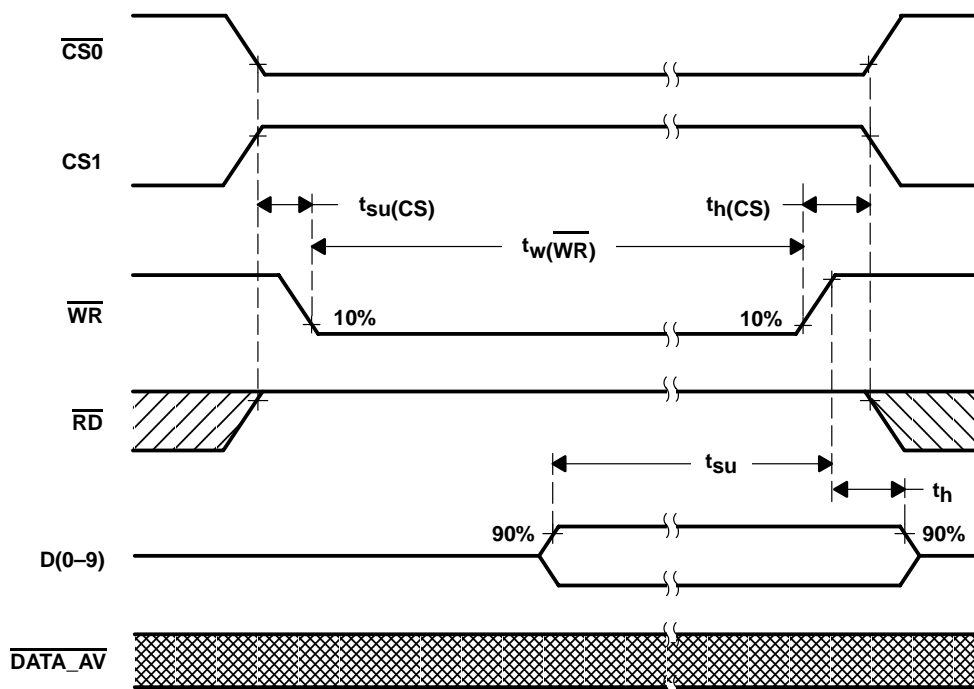 CS0
CS1
tsu(CS)
th(CS)
tw(WR)
WR
10%
10%
RD
tsu
th
90%
90%
D(0–9)
DATA_AV